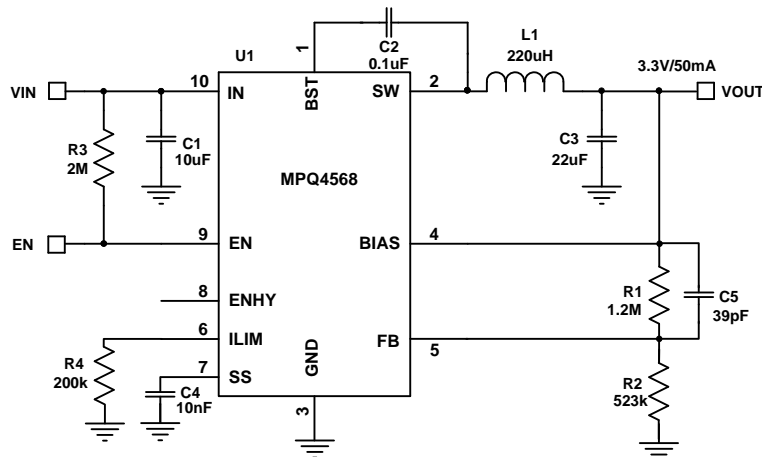 U1
1
C2
0.1uF
L1
220uH
3.3V/50mA
VIN
10
IN
BST
SW
2
VOUT
R3
2M
C1
10uF
C3
22uF
MPQ4568
EN
9
EN
BIAS
4
8
ENHY
R1
1.2M
C5
39pF
6
ILIM
FB
5
R4
200k
7
SS
C4
10nF
GND
3
R2
523k